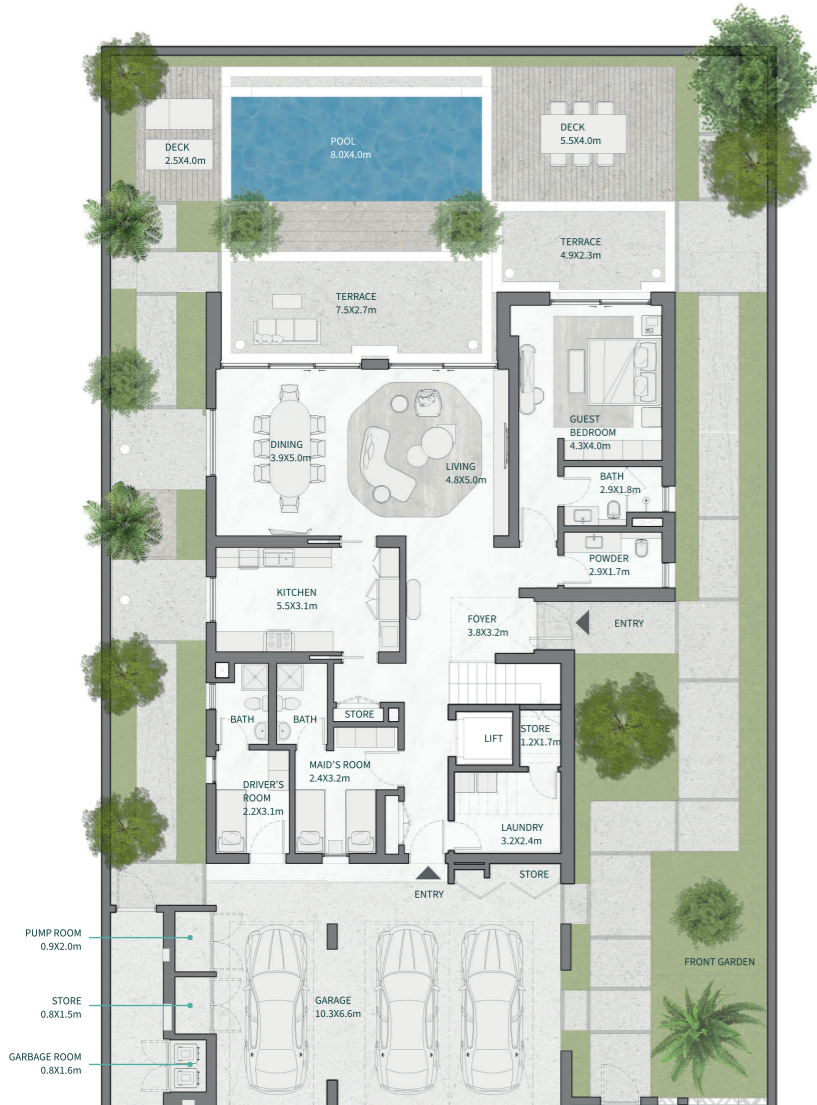 DECK
2.5X4.0m
POOL
8.0X4.0m
DECK
5.5X4.0m
TERRACE
4.9X2.3m
TERRACE
7.5X2.7m
GUEST
BEDROOM
4.3X4.0m
DINING
3.9X5.0m
LIVING
4.8X5.0m
BATH
2.9X1.8m
POWDER
2.9X1.7m
KITCHEN
5.5X3.1m
FOYER
3.8X3.2m
ENTRY
BATH
BATH
STORE
LIFT
STORE
1.2X1.7m
MAID'S ROOM
2.4X3.2m
DRIVER'S
ROOM
2.2X3.1m
LAUNDRY
3.2X2.4m
ENTRY
STORE
PUMP ROOM
0.9X2.0m
FRONT GARDEN
STORE
0.8X1.5m
GARAGE
10.3X6.6m
GARBAGE ROOM
0.8X1.6m